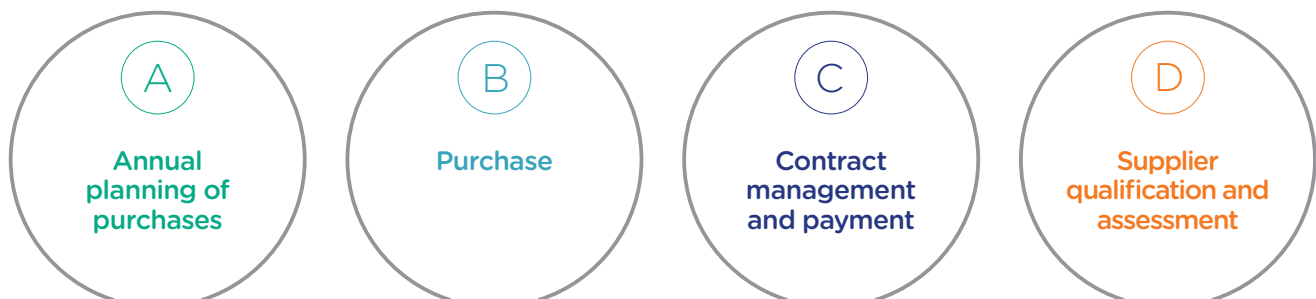 A
Annual
planning of
purchases
B
Purchase
C
Contract
management
and payment
D
Supplier
qualification and
assessment